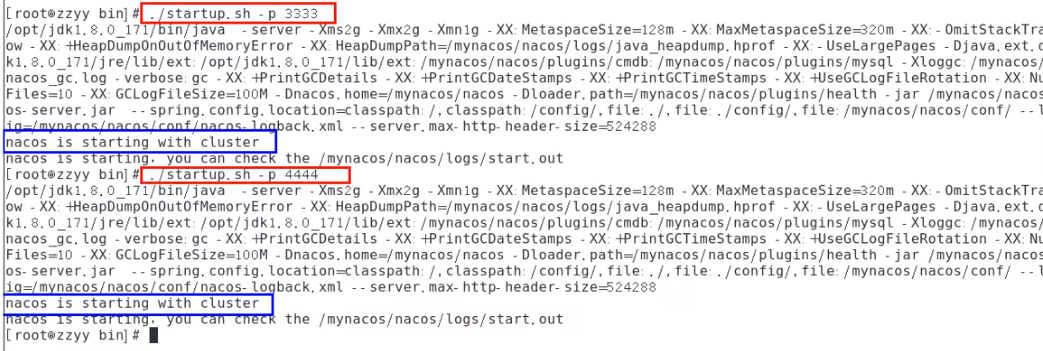 [root@zzyy bin]# ./startup.sh -p 3333
/opt/jdk1.8.0_171/bin/java  -server -Xms2g -Xmx2g -Xmn1g -XX:MetaspaceSize=128m -XX:MaxMetaspaceSize=320m -XX:-OmitStackTra
ow -XX:+HeapDumpOnOutOfMemoryError -XX:HeapDumpPath=/mynacos/nacos/logs/java_heapdump.hprof -XX:-UseLargePages -Djava.ext.d
k1.8.0_171/jre/lib/ext:/opt/jdk1.8.0_171/lib/ext:/mynacos/nacos/plugins/cmdb:/mynacos/nacos/plugins/mysql -Xloggc:/mynacos/n
nacos_gc.log -verbose:gc -XX:+PrintGCDetails -XX:+PrintGCDateStamps -XX:+PrintGCTimeStamps -XX:+UseGCLogFileRotation -XX:Nu
Files=10 -XX:GCLogFileSize=100M -Dnacos.home=/mynacos/nacos -Dloader.path=/mynacos/nacos/plugins/health -jar /mynacos/nacos
os-server.jar  --spring.config.location=classpath:/,classpath:/config/,file:./,file:./config/,file:/mynacos/nacos/conf/ --l
ig=/mynacos/nacos/conf/nacos-logback.xml --server.max-http-header-size=524288
nacos is starting with cluster
nacos is starting，you can check the /mynacos/nacos/logs/start.out
[root@zzyy bin]# ./startup.sh -p 4444
/opt/jdk1.8.0_171/bin/java  -server -Xms2g -Xmx2g -Xmn1g -XX:MetaspaceSize=128m -XX:MaxMetaspaceSize=320m -XX:-OmitStackTra
ow -XX:+HeapDumpOnOutOfMemoryError -XX:HeapDumpPath=/mynacos/nacos/logs/java_heapdump.hprof -XX:-UseLargePages -Djava.ext.d
k1.8.0_171/jre/lib/ext:/opt/jdk1.8.0_171/lib/ext:/mynacos/nacos/plugins/cmdb:/mynacos/nacos/plugins/mysql -Xloggc:/mynacos/n
nacos_gc.log -verbose:gc -XX:+PrintGCDetails -XX:+PrintGCDateStamps -XX:+PrintGCTimeStamps -XX:+UseGCLogFileRotation -XX:Nu
Files=10 -XX:GCLogFileSize=100M -Dnacos.home=/mynacos/nacos -Dloader.path=/mynacos/nacos/plugins/health -jar /mynacos/nacos
os-server.jar  --spring.config.location=classpath:/,classpath:/config/,file:./,file:./config/,file:/mynacos/nacos/conf/ --l
ig=/mynacos/nacos/conf/nacos-logback.xml --server.max-http-header-size=524288
nacos is starting with cluster
nacos is starting，you can check the /mynacos/nacos/logs/start.out
[root@zzyy bin]#